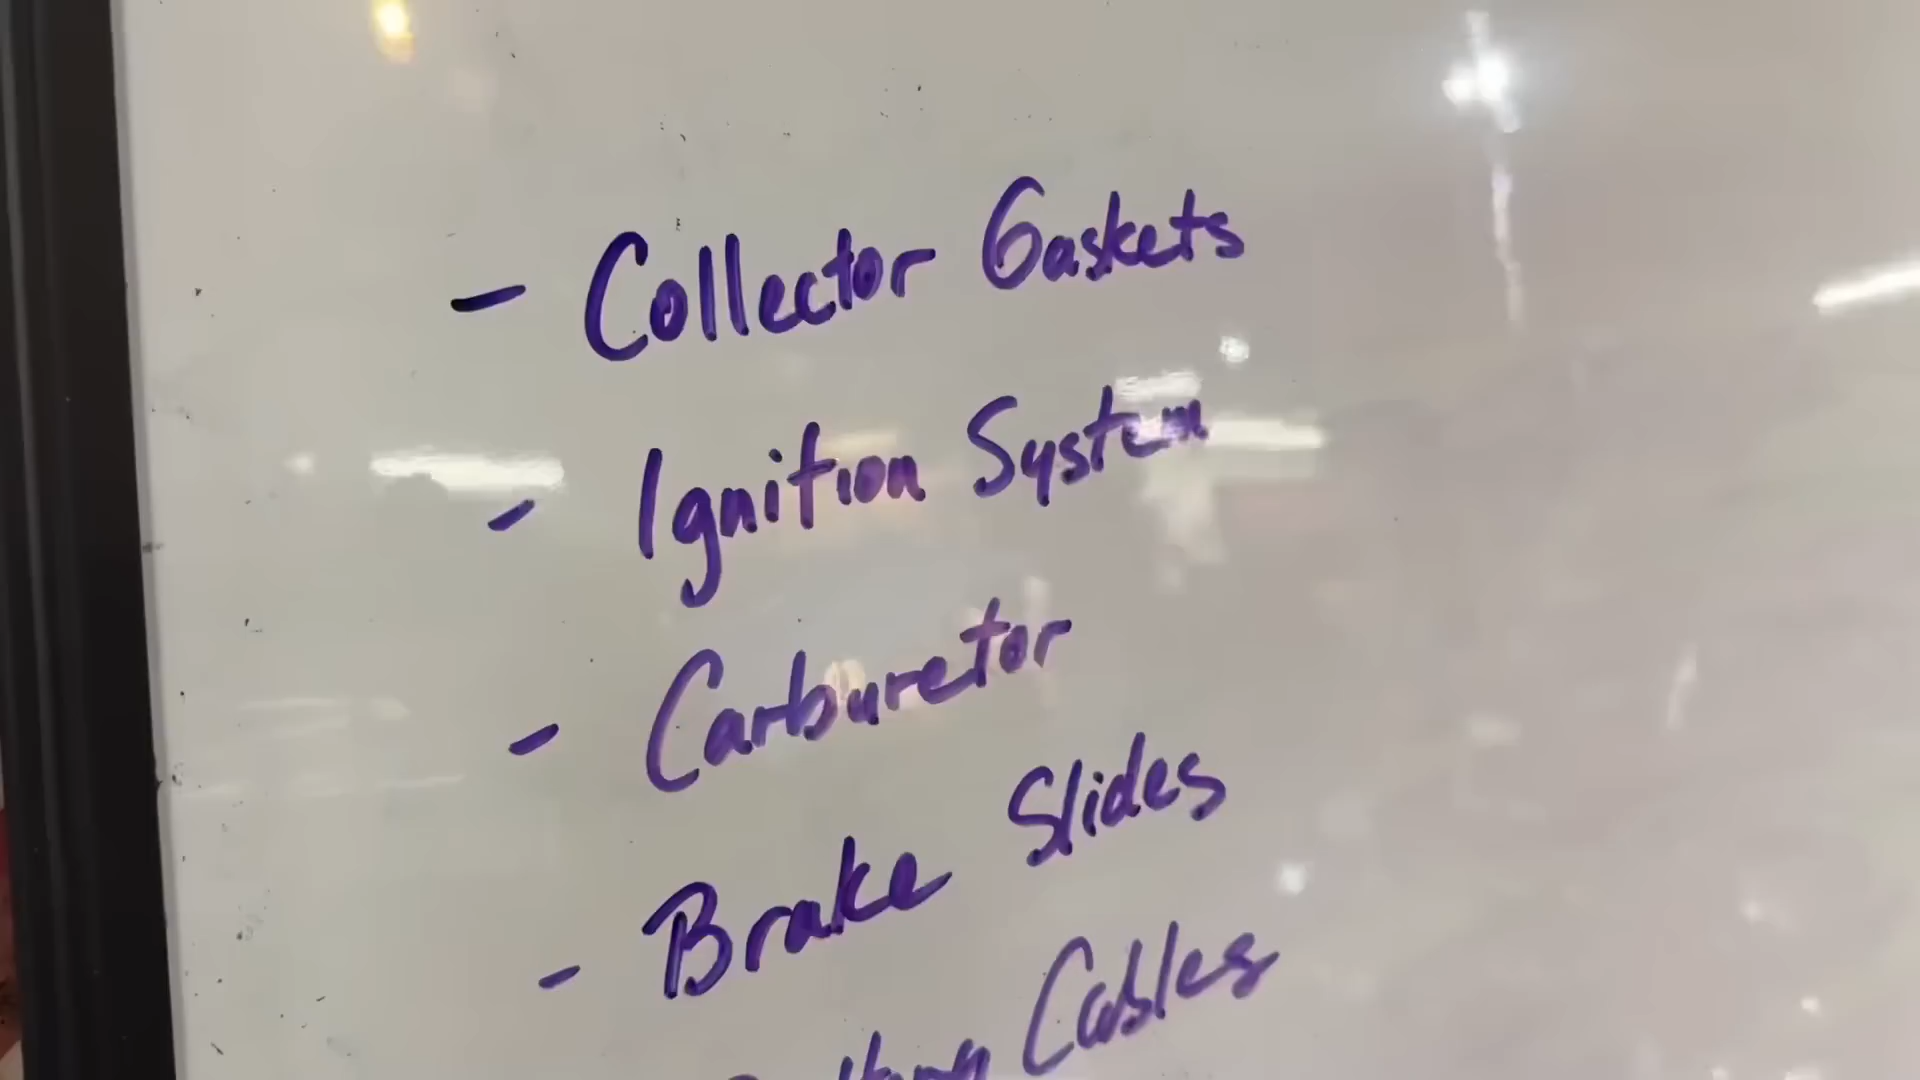 - Collector Gaskets
- Ignition System
- Carburetor
- Brake Slides
Cables